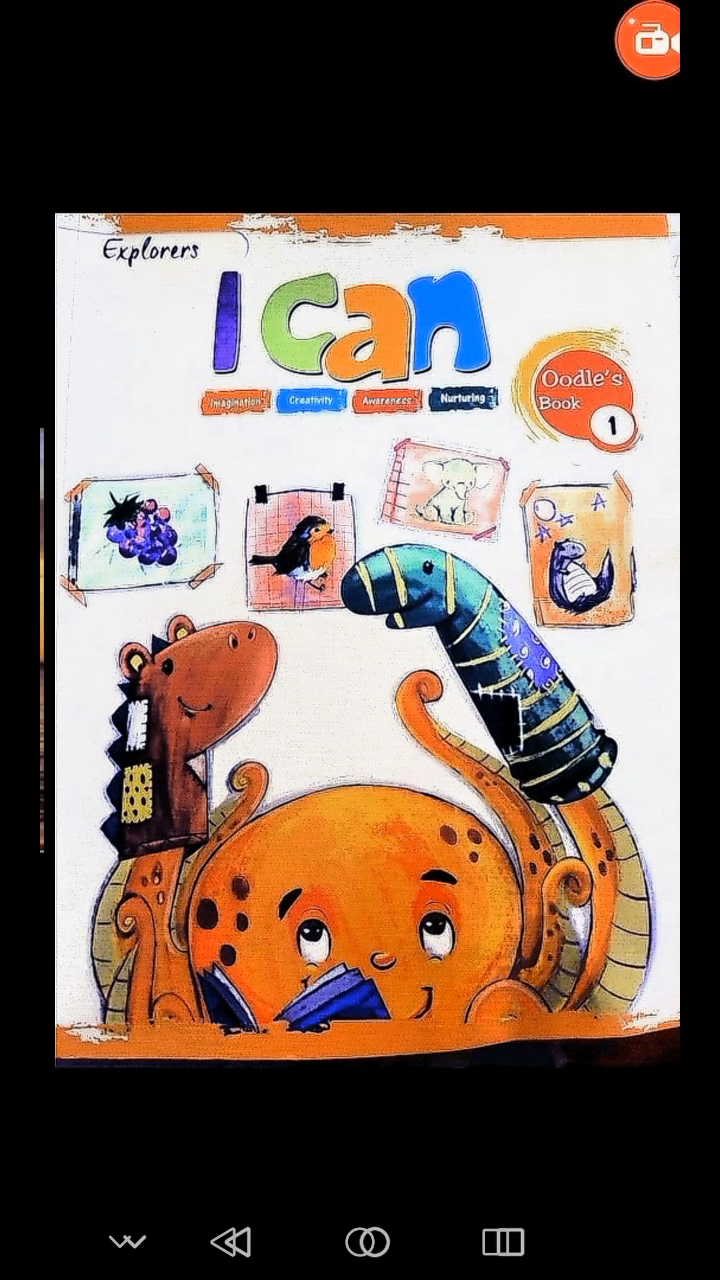 Explorers
I can
Imagination Creativity Awareness Nurturing
Oodle's
Book
1